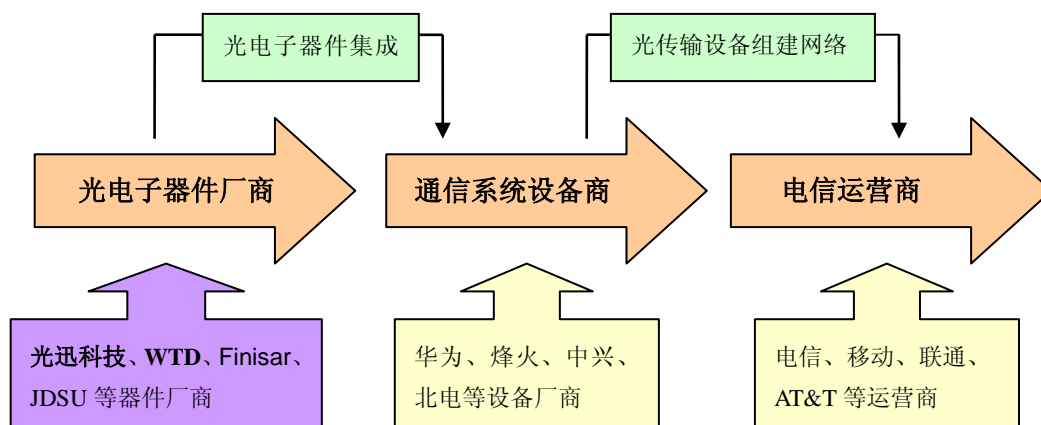 光电子器件集成
光传输设备组建网络
光电子器件厂商
通信系统设备商
电信运营商
光迅科技、WTD、Finisar、
JDSU 等器件厂商
华为、烽火、中兴、
北电等设备厂商
电信、移动、联通、
AT&T 等运营商